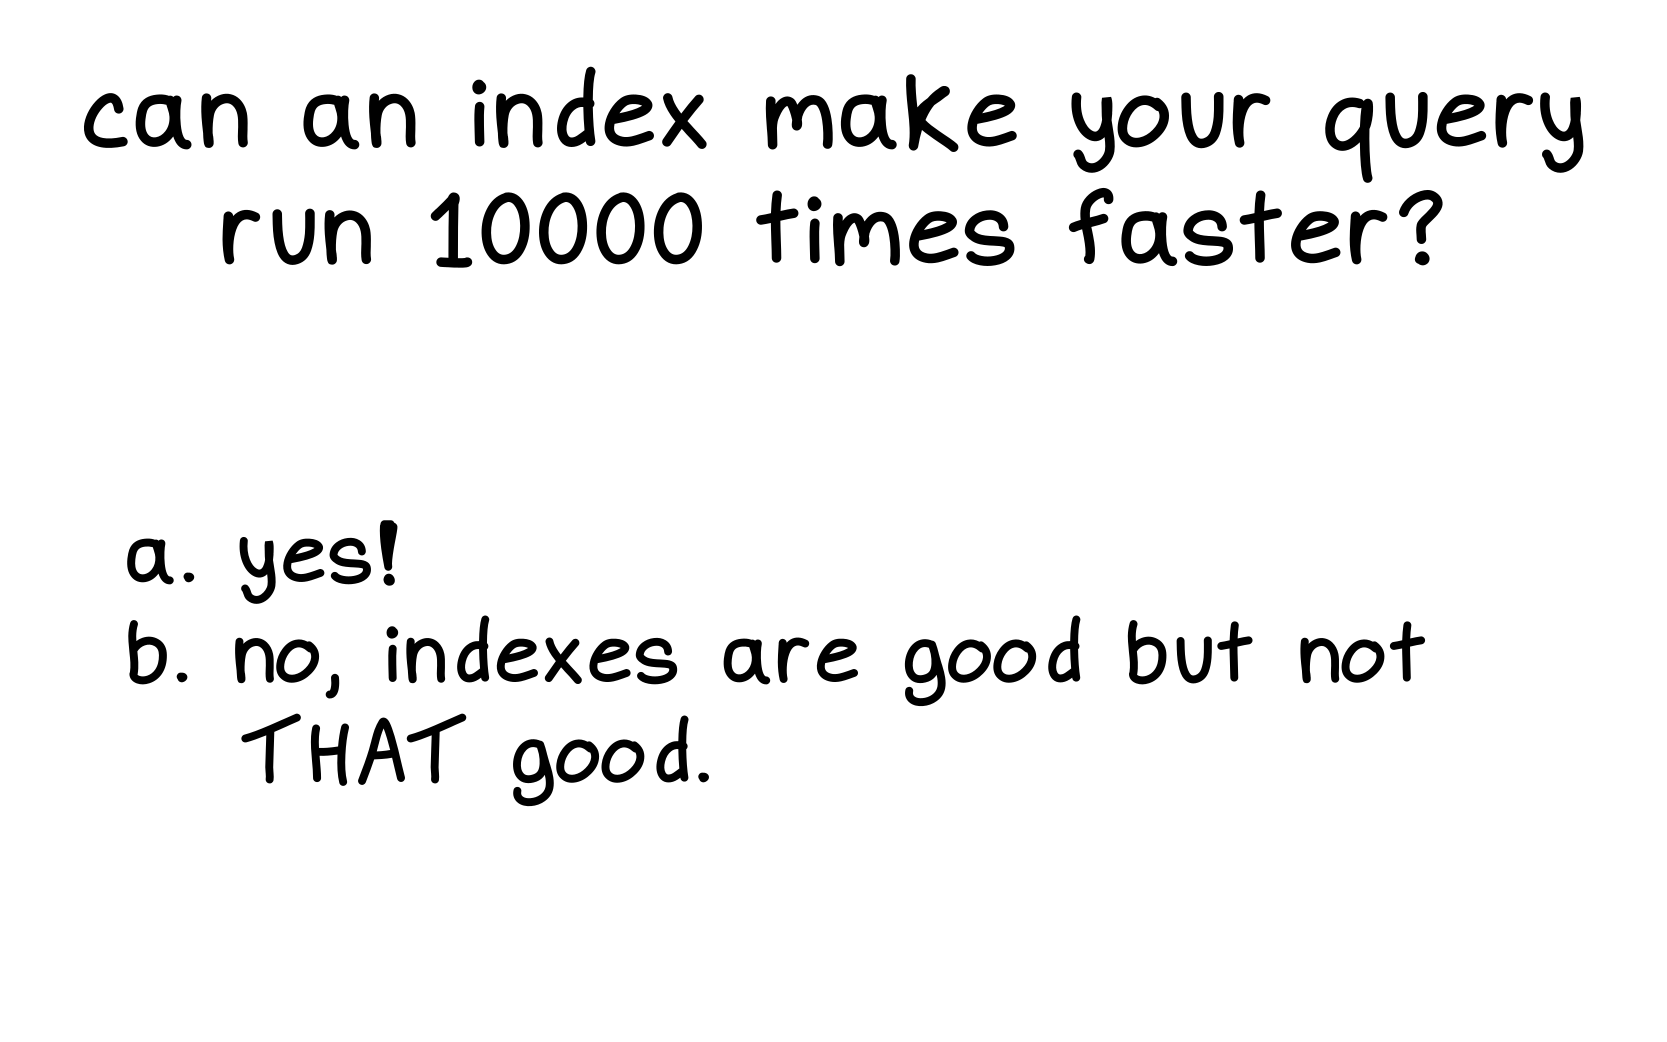 can an index make your query
run 10000 times faster?
a. yes!
b. no, indexes are good but not
THAT good.